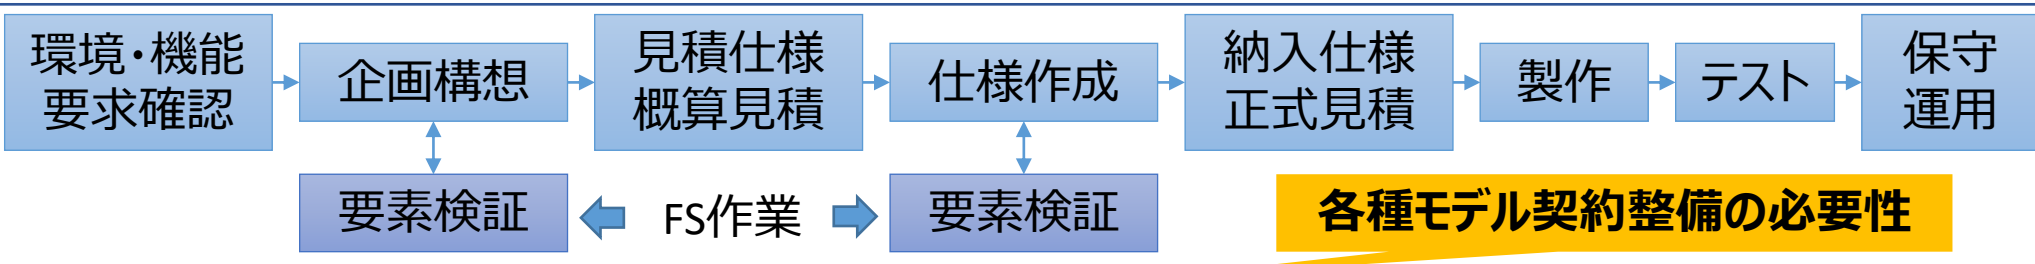 環境・機能
要求確認
企画構想
見積仕様
概算見積
仕様作成
納入仕様
正式見積
製作
テスト
保守
運用
要素検証
FS作業
要素検証
各種モデル契約整備の必要性